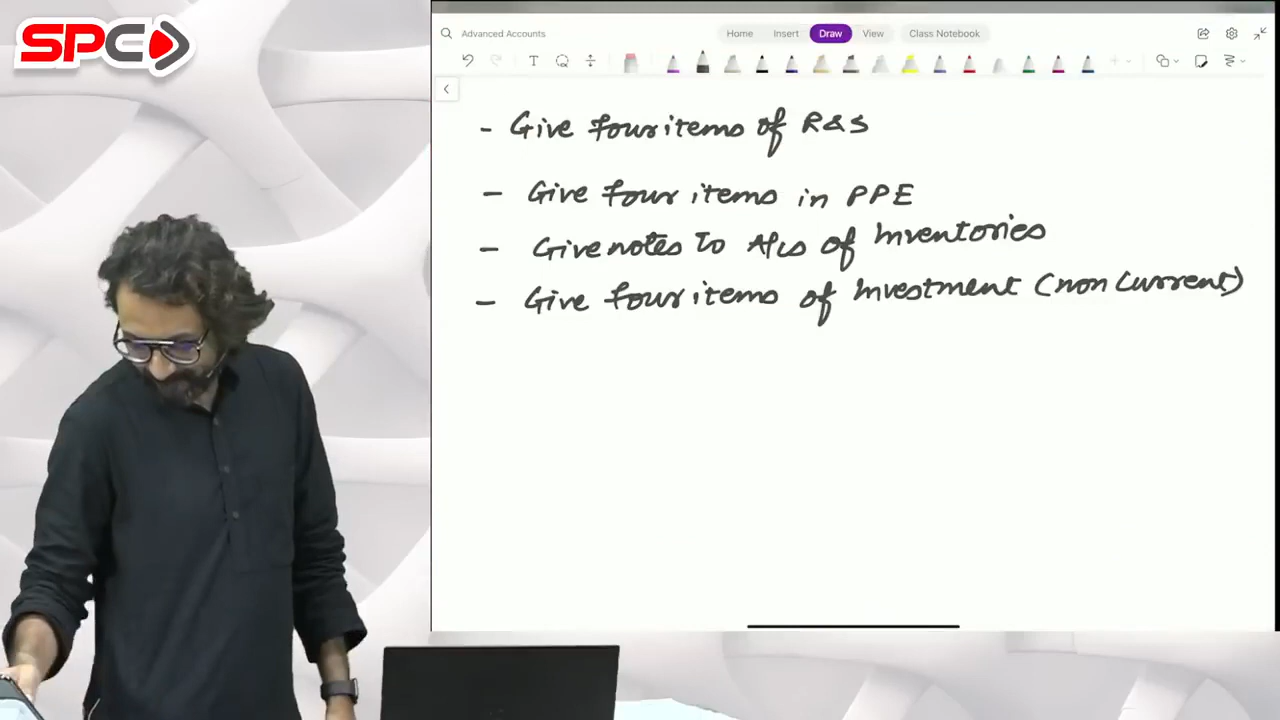 SPC
Advanced Accounts
Home Insert Draw View Class Notebook
- Give four items of R&S
- Give four items in PPE
- Give notes to A/cs of Inventories
- Give four items of Investment (non Current)